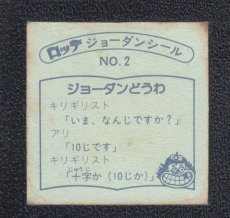 ロッテ ジョーダンシール
NO.2
ジョーダンどうわ
キリギリスト
「いま、なんじですか?」
アリ
「10じです」
キリギリスト
「十字か(10じか)」